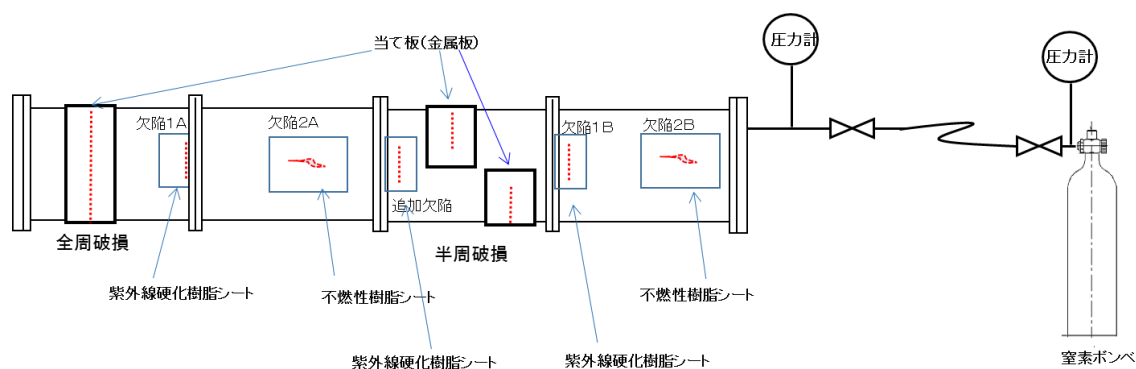 当て板(金属板)
圧力計
圧力計
欠陥1A
欠陥2A
欠陥1B
欠陥2B
追加欠陥
全周破損
半周破損
紫外線硬化樹脂シート
不燃性樹脂シート
不燃性樹脂シート
紫外線硬化樹脂シート
紫外線硬化樹脂シート
窒素ボンベ